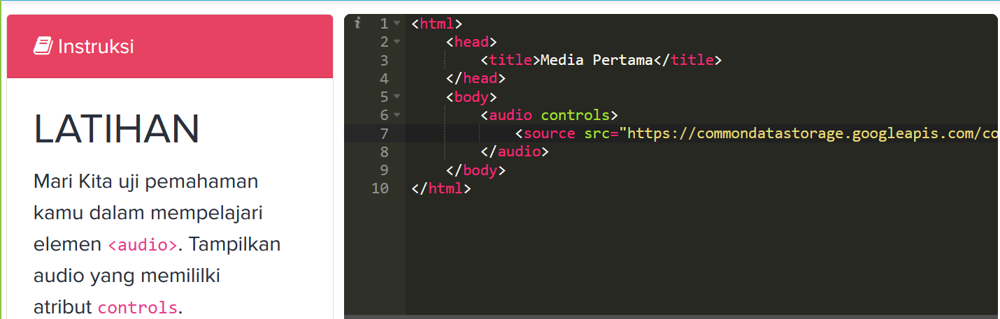 Instruksi
LATIHAN
Mari Kita uji pemahaman
kamu dalam mempelajari
elemen <audio>. Tampilkan
audio yang memililki
atribut controls.
i 1 <html>
2 <head>
3 <title>Media Pertama</title>
4 </head>
5 <body>
6 <audio controls>
7 <source src="https://commondatastorage.googleapis.com/co
8 </audio>
9 </body>
10 </html>